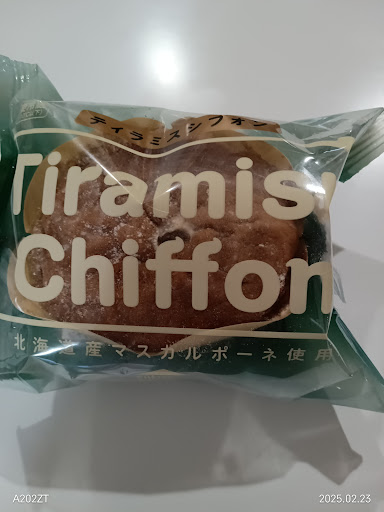 ティラミスシフォン
Tiramisu
Chiffon
北海道産マスカルポーネ使用
A202ZT
2025.02.23